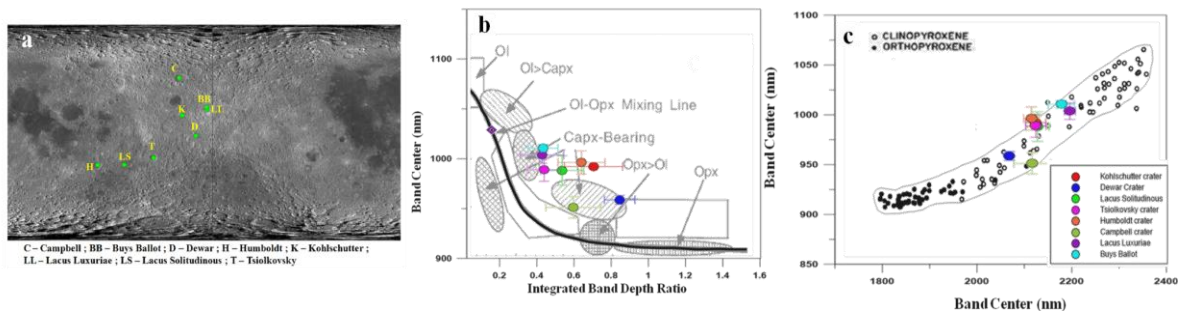 a
C
BB
LL
K
D
T
H
LS
C – Campbell ; BB – Buys Ballot ; D – Dewar ; H – Humboldt ; K – Kohlschutter ;
LL – Lacus Luxuriae ; LS – Lacus Solitudinous ; T – Tsiolkovsky
b
Ol
Ol>Capx
Ol-Opx Mixing Line
Capx-Bearing
Opx>Ol
Opx
1100
1000
900
Band Center (nm)
0.2 0.4 0.6 0.8 1 1.2 1.4 1.6
Integrated Band Depth Ratio
c
CLINOPYROXENE
ORTHOPYROXENE
1100
1050
1000
950
900
850
Band Center (nm)
Kohlschutter crater
Dewar Crater
Lacus Solitudinous
Tsiolkovsky crater
Humboldt crater
Campbell crater
Lacus Luxuriae
Buys Ballot
1800 2000 2200 2400
Band Center (nm)